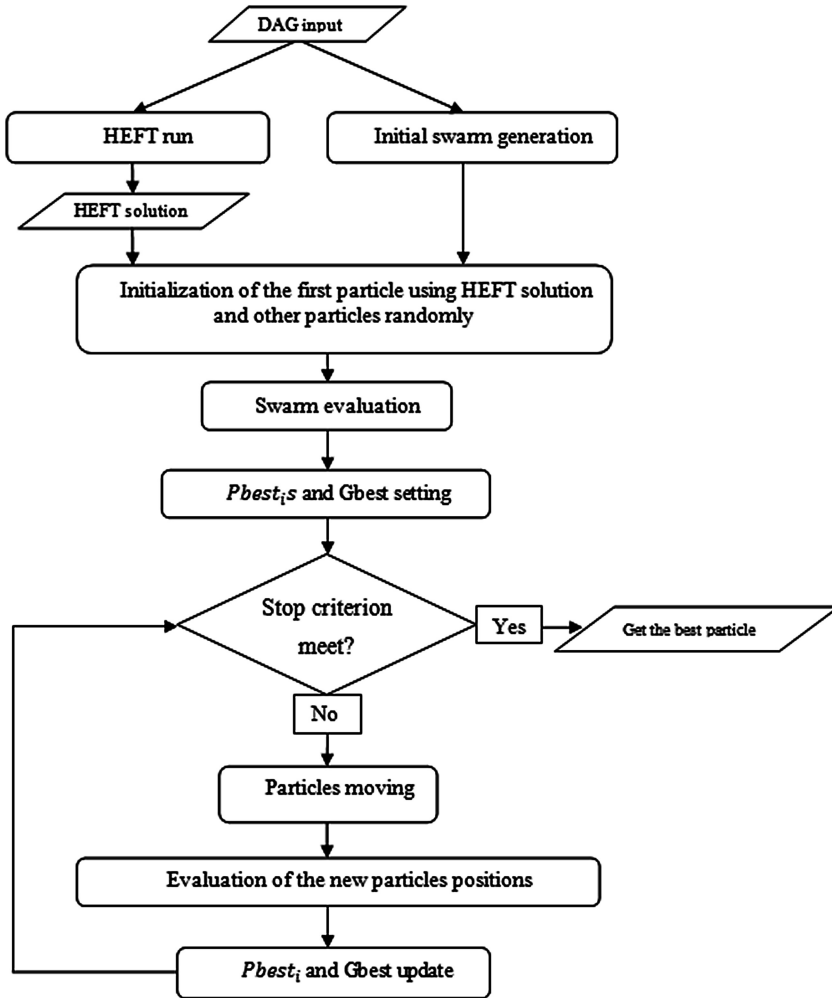 DAG input
HEFT run
Initial swarm generation
HEFT solution
Initialization of the first particle using HEFT solution
and other particles randomly
Swarm evaluation
Pbestᵢs and Gbest setting
Stop criterion
meet?
Yes
Get the best particle
No
Particles moving
Evaluation of the new particles positions
Pbestᵢ and Gbest update